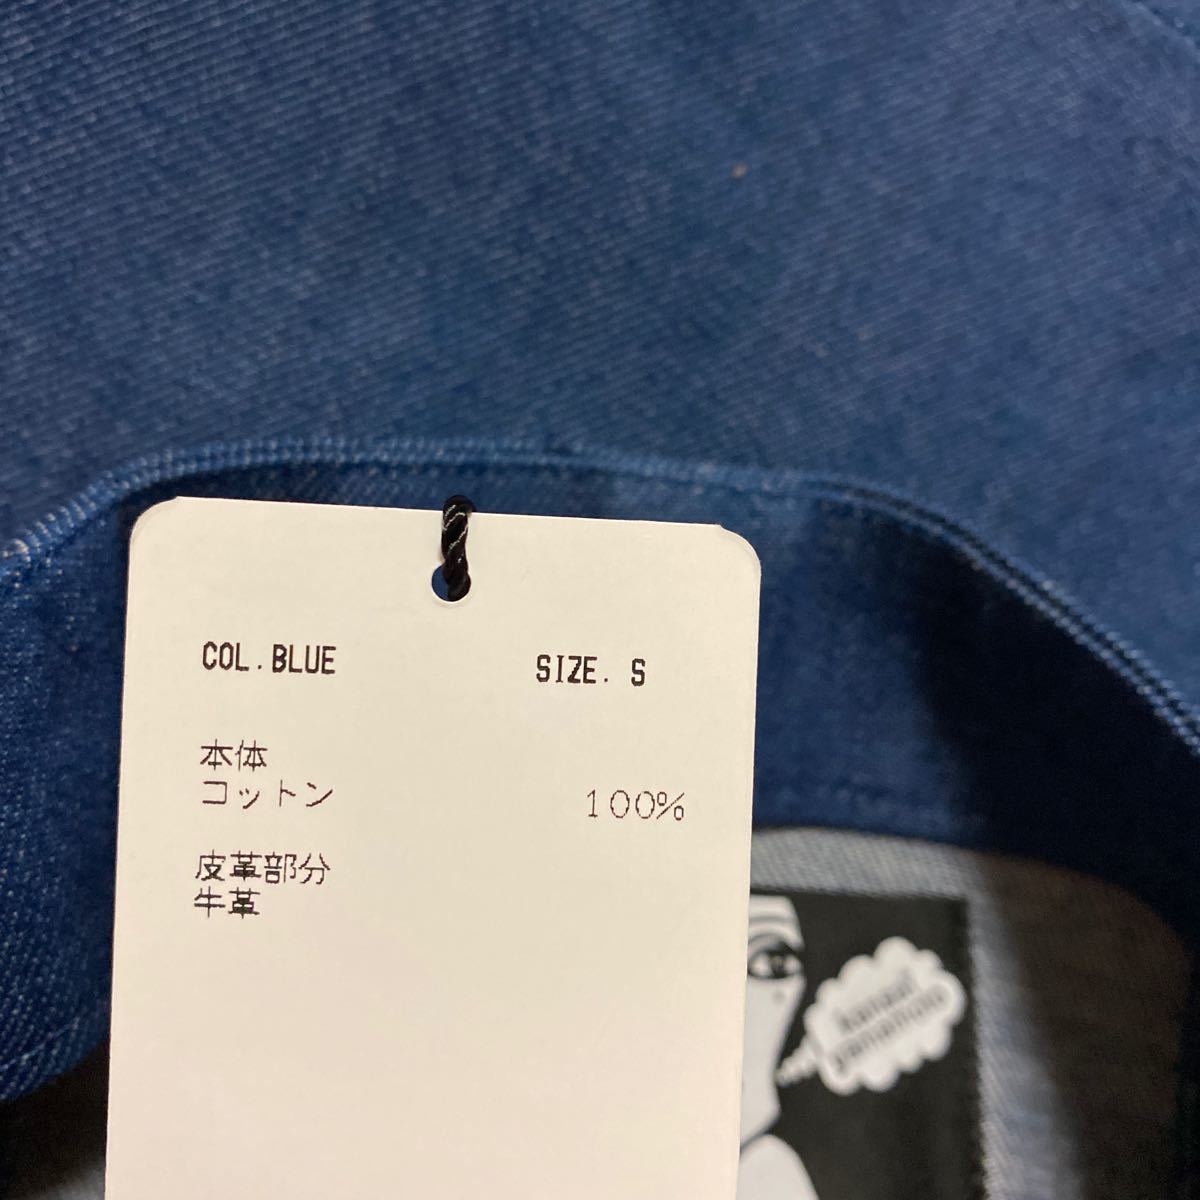 COL.BLUE
SIZE. S
本体
コットン
100%
皮革部分
牛革
kansai
yamamoto